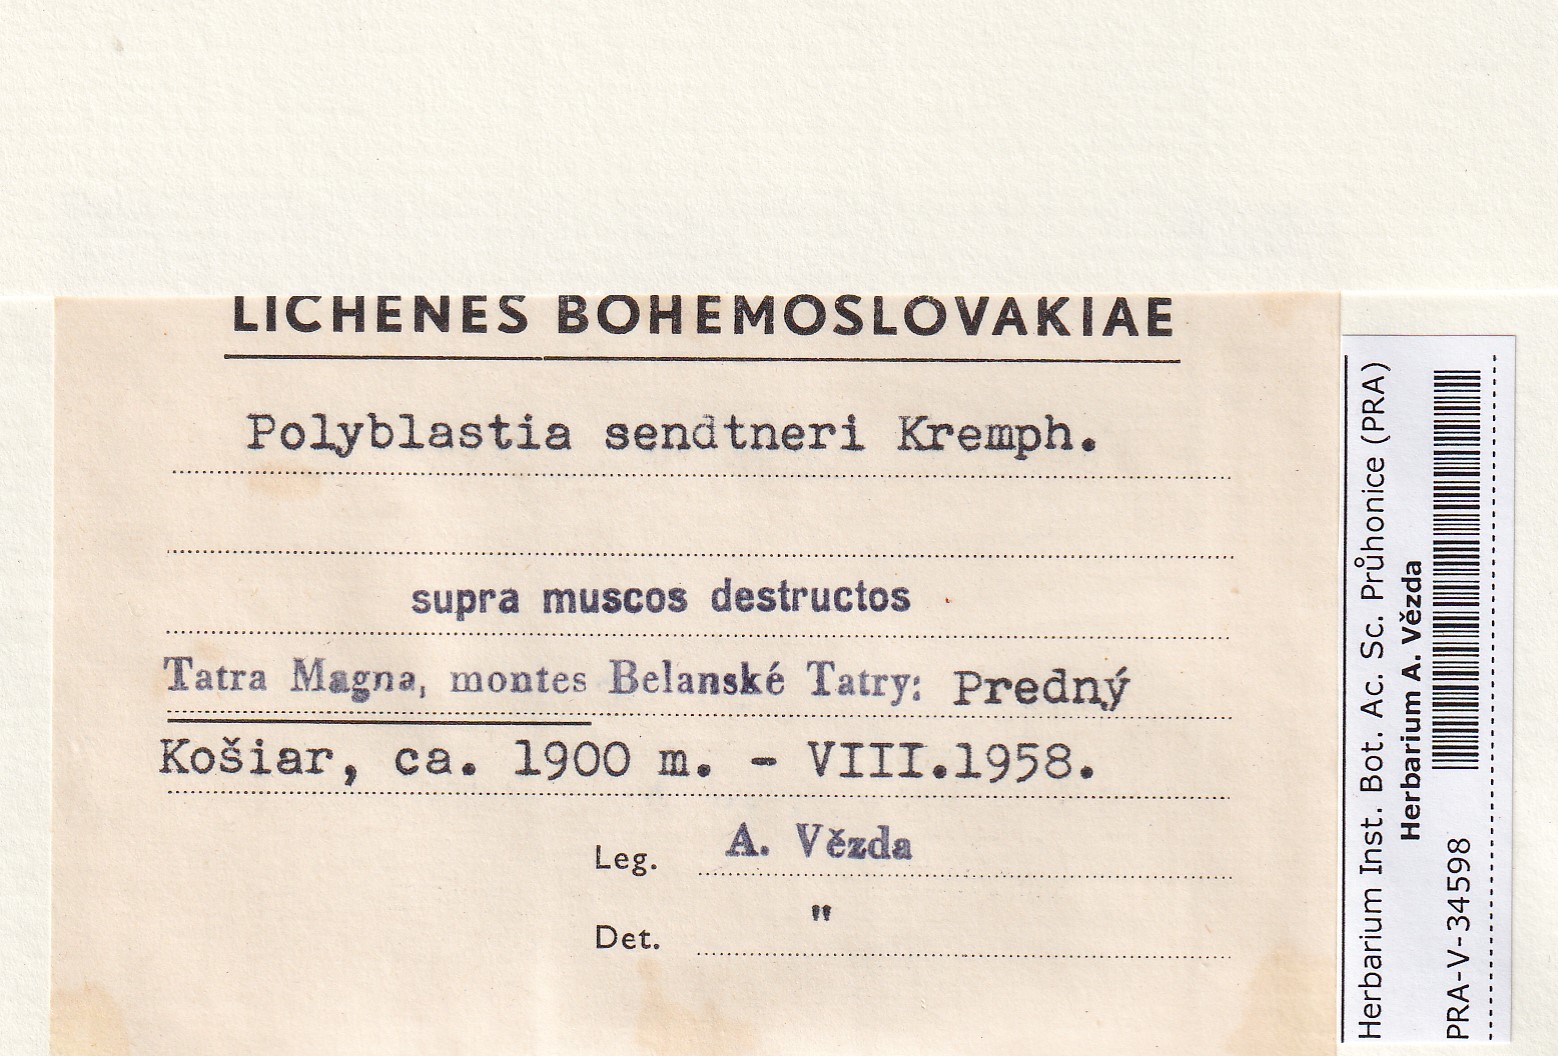 LICHENES BOHEMOSLOVAKIAE
Polyblastia sendtneri Kremph.
supra muscos destructos
Tatra Magna, montes Belanské Tatry: Predný
Košiar, ca. 1900 m. - VIII.1958.
Leg. A. Vězda
Det. "
Herbarium Inst. Bot. Ac. Sc. Průhonice (PRA)
Herbarium A. Vězda
PRA-V-34598